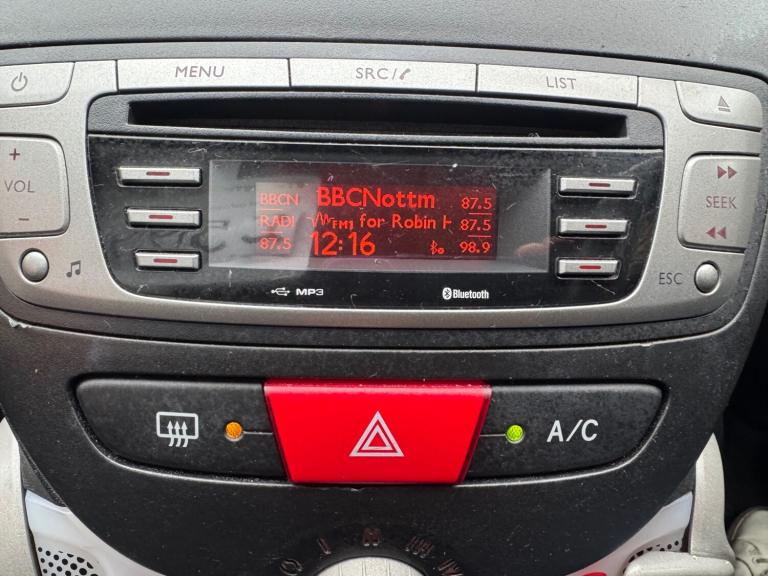 MENU SRC/ LIST
+
VOL
−
SEEK
ESC
BBCN BBCNottm 87.5
RADI FM1 for Robin H 87.5
87.5 12:16 98.9
MP3 Bluetooth
A/C